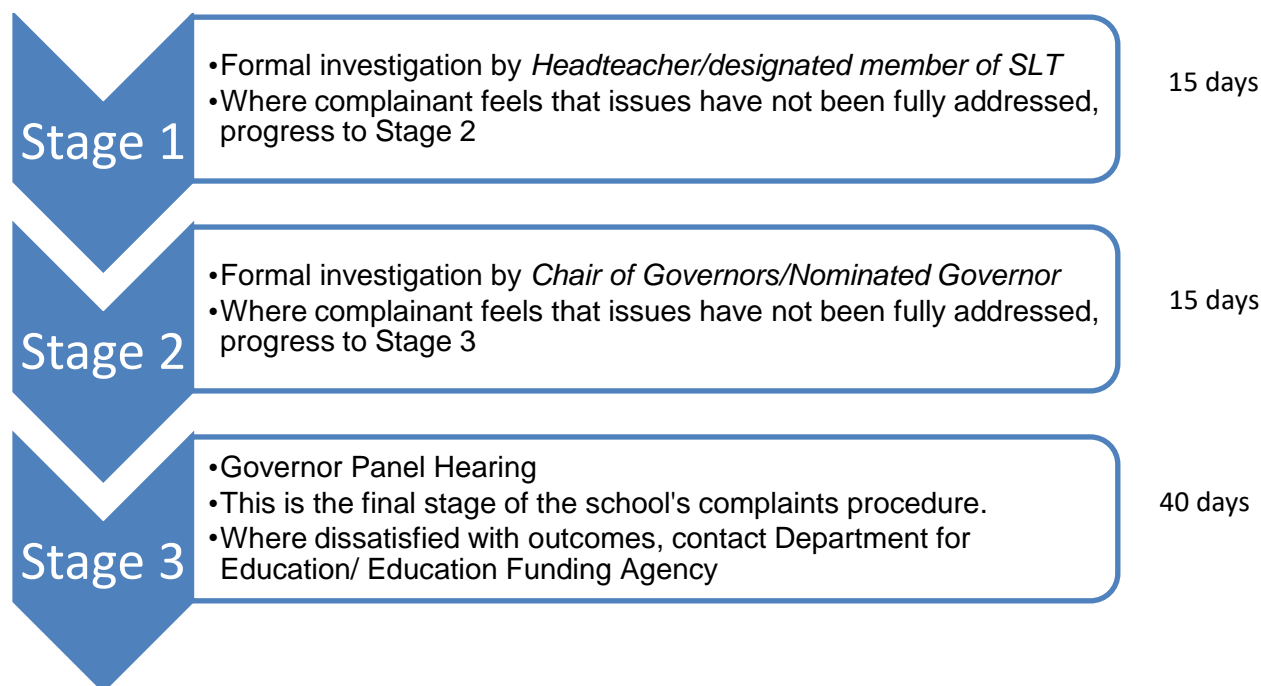 Stage 1
•Formal investigation by Headteacher/designated member of SLT
•Where complainant feels that issues have not been fully addressed,
progress to Stage 2
15 days
Stage 2
•Formal investigation by Chair of Governors/Nominated Governor
•Where complainant feels that issues have not been fully addressed,
progress to Stage 3
15 days
Stage 3
•Governor Panel Hearing
•This is the final stage of the school's complaints procedure.
•Where dissatisfied with outcomes, contact Department for
Education/ Education Funding Agency
40 days